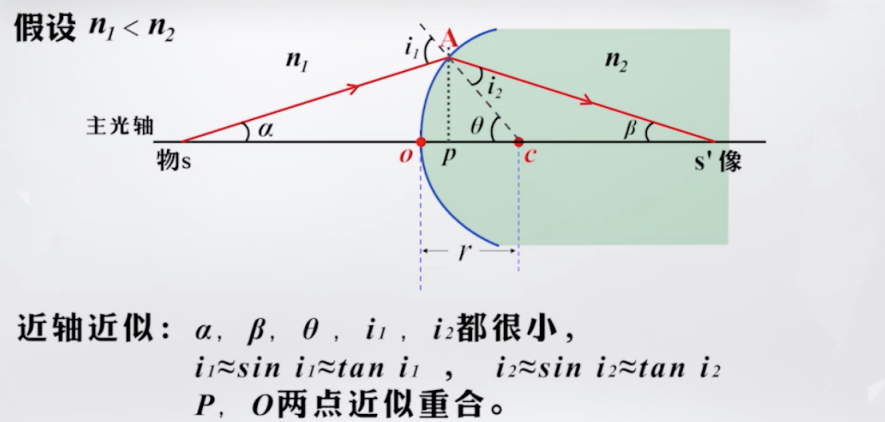 假设 n₁ < n₂
A
i₁
n₁
n₂
i₂
主光轴
α
θ
β
物s
o
p
c
s' 像
r
近轴近似：α，β，θ，i₁，i₂都很小，
i₁≈sin i₁≈tan i₁ ， i₂≈sin i₂≈tan i₂
P，O两点近似重合。